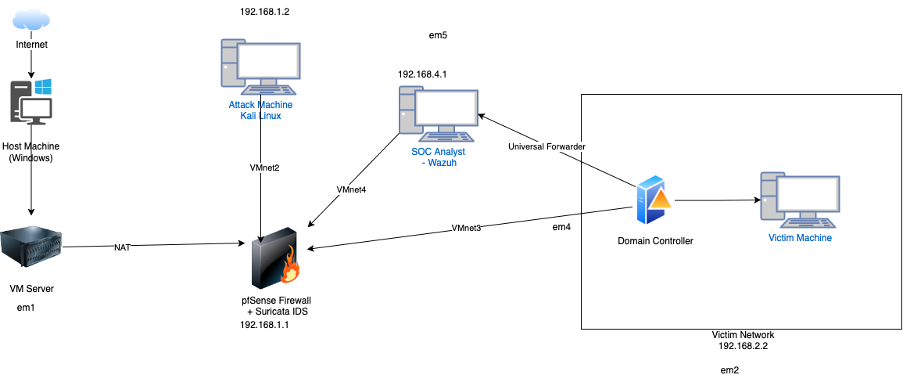 192.168.1.2
Internet
em5
192.168.4.1
Attack Machine
Kali Linux
Host Machine
(Windows)
SOC Analyst
- Wazuh
Universal Forwarder
VMnet2
VMnet4
VMnet3
em4
Domain Controller
Victim Machine
NAT
VM Server
em1
pfSense Firewall
+ Suricata IDS
192.168.1.1
Victim Network
192.168.2.2
em2